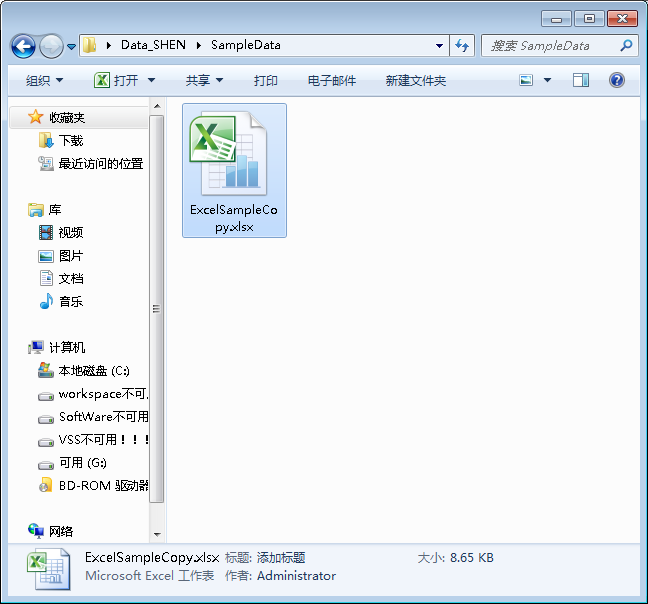 Data_SHEN SampleData
搜索 SampleData
组织 打开 共享 打印 电子邮件 新建文件夹
收藏夹
下载
最近访问的位置
库
视频
图片
文档
音乐
计算机
本地磁盘 (C:)
workspace不可
SoftWare不可用
VSS不可用！！！
可用 (G:)
BD-ROM 驱动器
网络
ExcelSampleCo
py.xlsx
ExcelSampleCopy.xlsx 标题: 添加标题 大小: 8.65 KB
Microsoft Excel 工作表 作者: Administrator